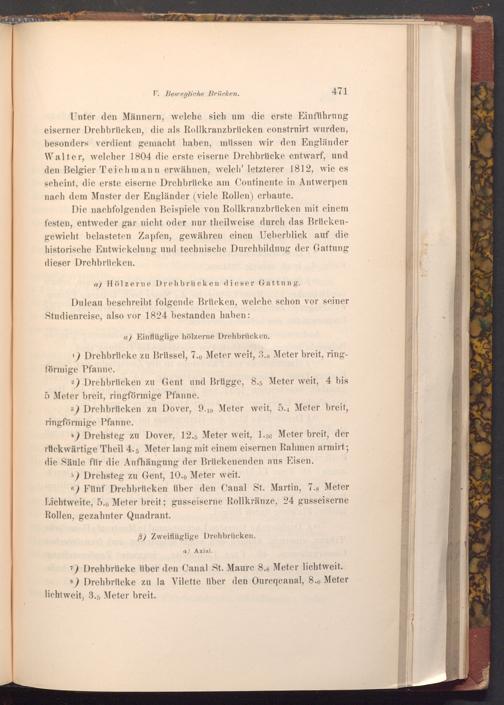 V. Bewegliche Brücken. 471
Unter den Männern, welche sich um die erste Einführung
eiserner Drehbrücken, die als Rollkranzbrücken construirt wurden,
besonders verdient gemacht haben, müssen wir den Engländer
Walter, welcher 1804 die erste eiserne Drehbrücke entwarf, und
den Belgier Teichmann erwähnen, welch' letzterer 1812, wie es
scheint, die erste eiserne Drehbrücke am Continente in Antwerpen
nach dem Muster der Engländer (viele Rollen) erbaute.
Die nachfolgenden Beispiele von Rollkranzbrücken mit einem
festen, entweder gar nicht oder nur theilweise durch das Brücken-
gewicht belasteten Zapfen, gewähren einen Ueberblick auf die
historische Entwickelung und technische Durchbildung der Gattung
dieser Drehbrücken.
a) Hölzerne Drehbrücken dieser Gattung.
Duleau beschreibt folgende Brücken, welche schon vor seiner
Studienreise, also vor 1824 bestanden haben:
α) Einflüglige hölzerne Drehbrücken.
1) Drehbrücke zu Brüssel, 7.0 Meter weit, 3.0 Meter breit, ring-
förmige Pfanne.
2) Drehbrücken zu Gent und Brügge, 8.5 Meter weit, 4 bis
5 Meter breit, ringförmige Pfanne.
3) Drehbrücken zu Dover, 9.19 Meter weit, 5.4 Meter breit,
ringförmige Pfanne.
4) Drehsteg zu Dover, 12.5 Meter weit, 1.36 Meter breit, der
rückwärtige Theil 4.5 Meter lang mit einem eisernen Rahmen armirt;
die Säule für die Aufhängung der Brückenenden aus Eisen.
5) Drehsteg zu Gent, 10.0 Meter weit.
6) Fünf Drehbrücken über den Canal St. Martin, 7.8 Meter
Lichtweite, 5.0 Meter breit; gusseiserne Rollkränze, 24 gusseiserne
Rollen, gezahnter Quadrant.
β) Zweiflüglige Drehbrücken.
a) Axial.
7) Drehbrücke über den Canal St. Maure 8.0 Meter lichtweit.
8) Drehbrücke zu la Vilette über den Ourcqcanal, 8.0 Meter
lichtweit, 3.5 Meter breit.